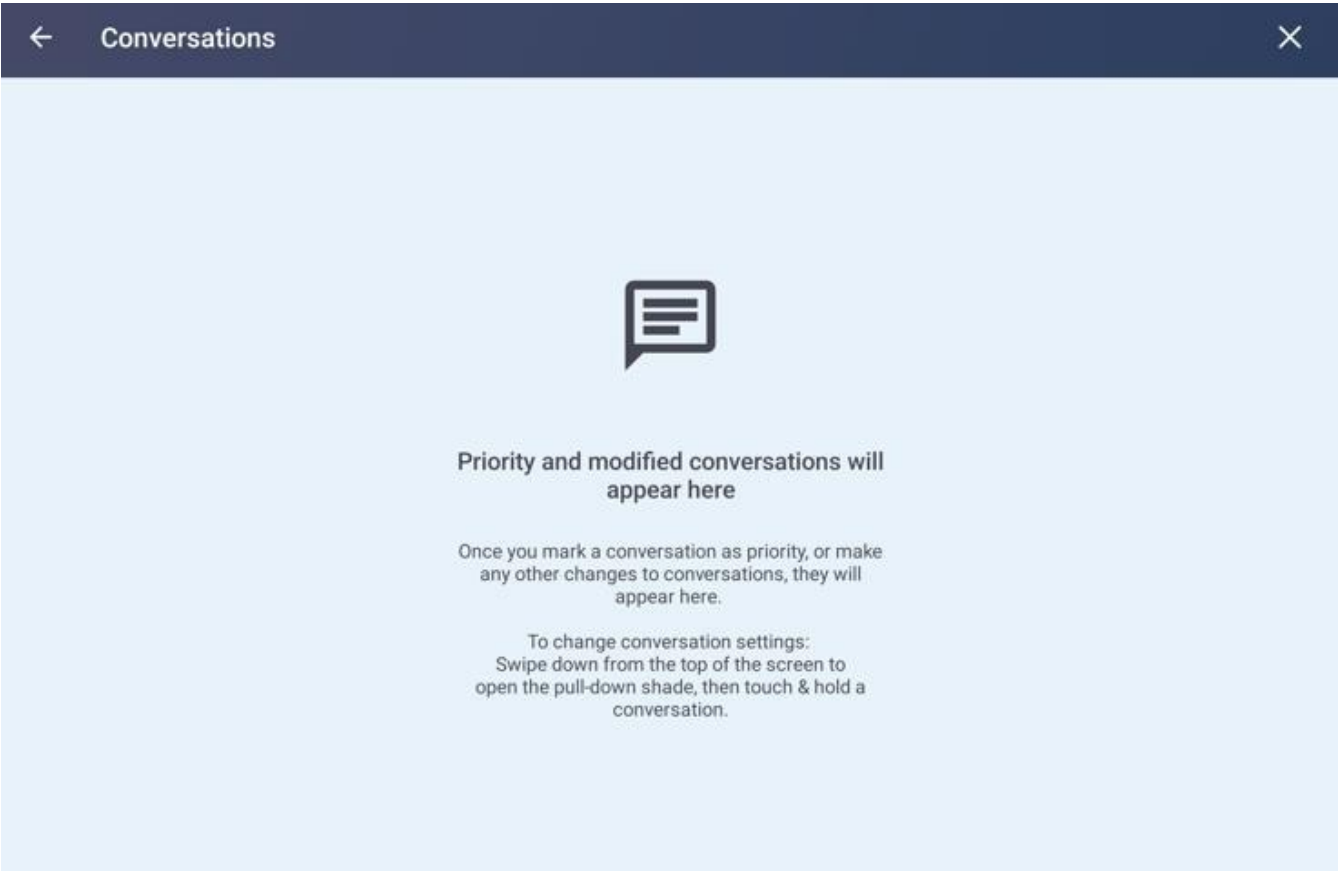 Conversations
Priority and modified conversations will
appear here
Once you mark a conversation as priority, or make
any other changes to conversations, they will
appear here.
To change conversation settings:
Swipe down from the top of the screen to
open the pull-down shade, then touch & hold a
conversation.